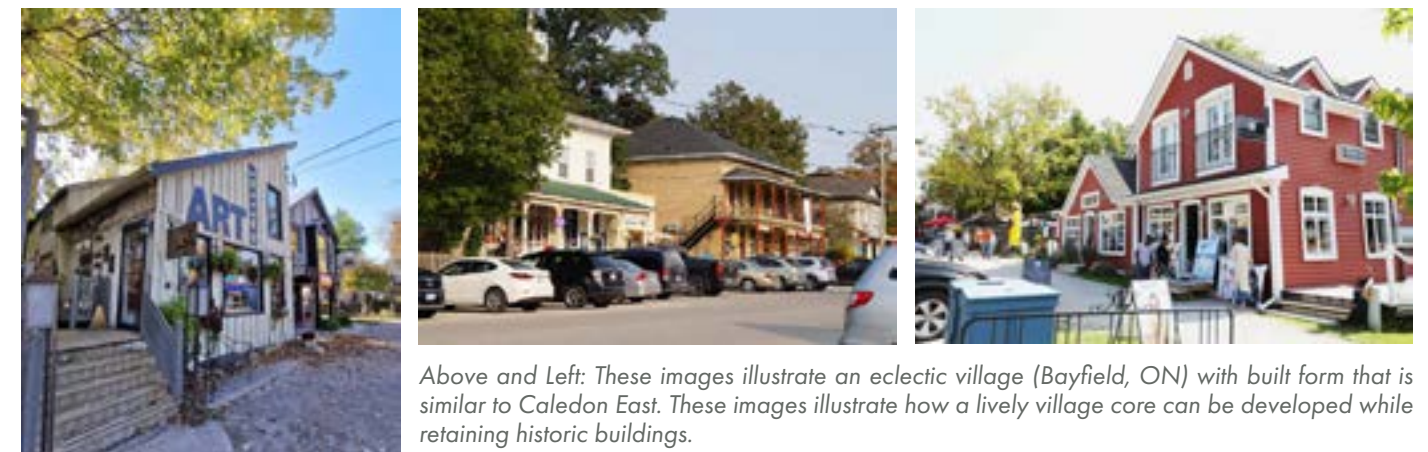 ART
Above and Left: These images illustrate an eclectic village (Bayfield, ON) with built form that is
similar to Caledon East. These images illustrate how a lively village core can be developed while
retaining historic buildings.